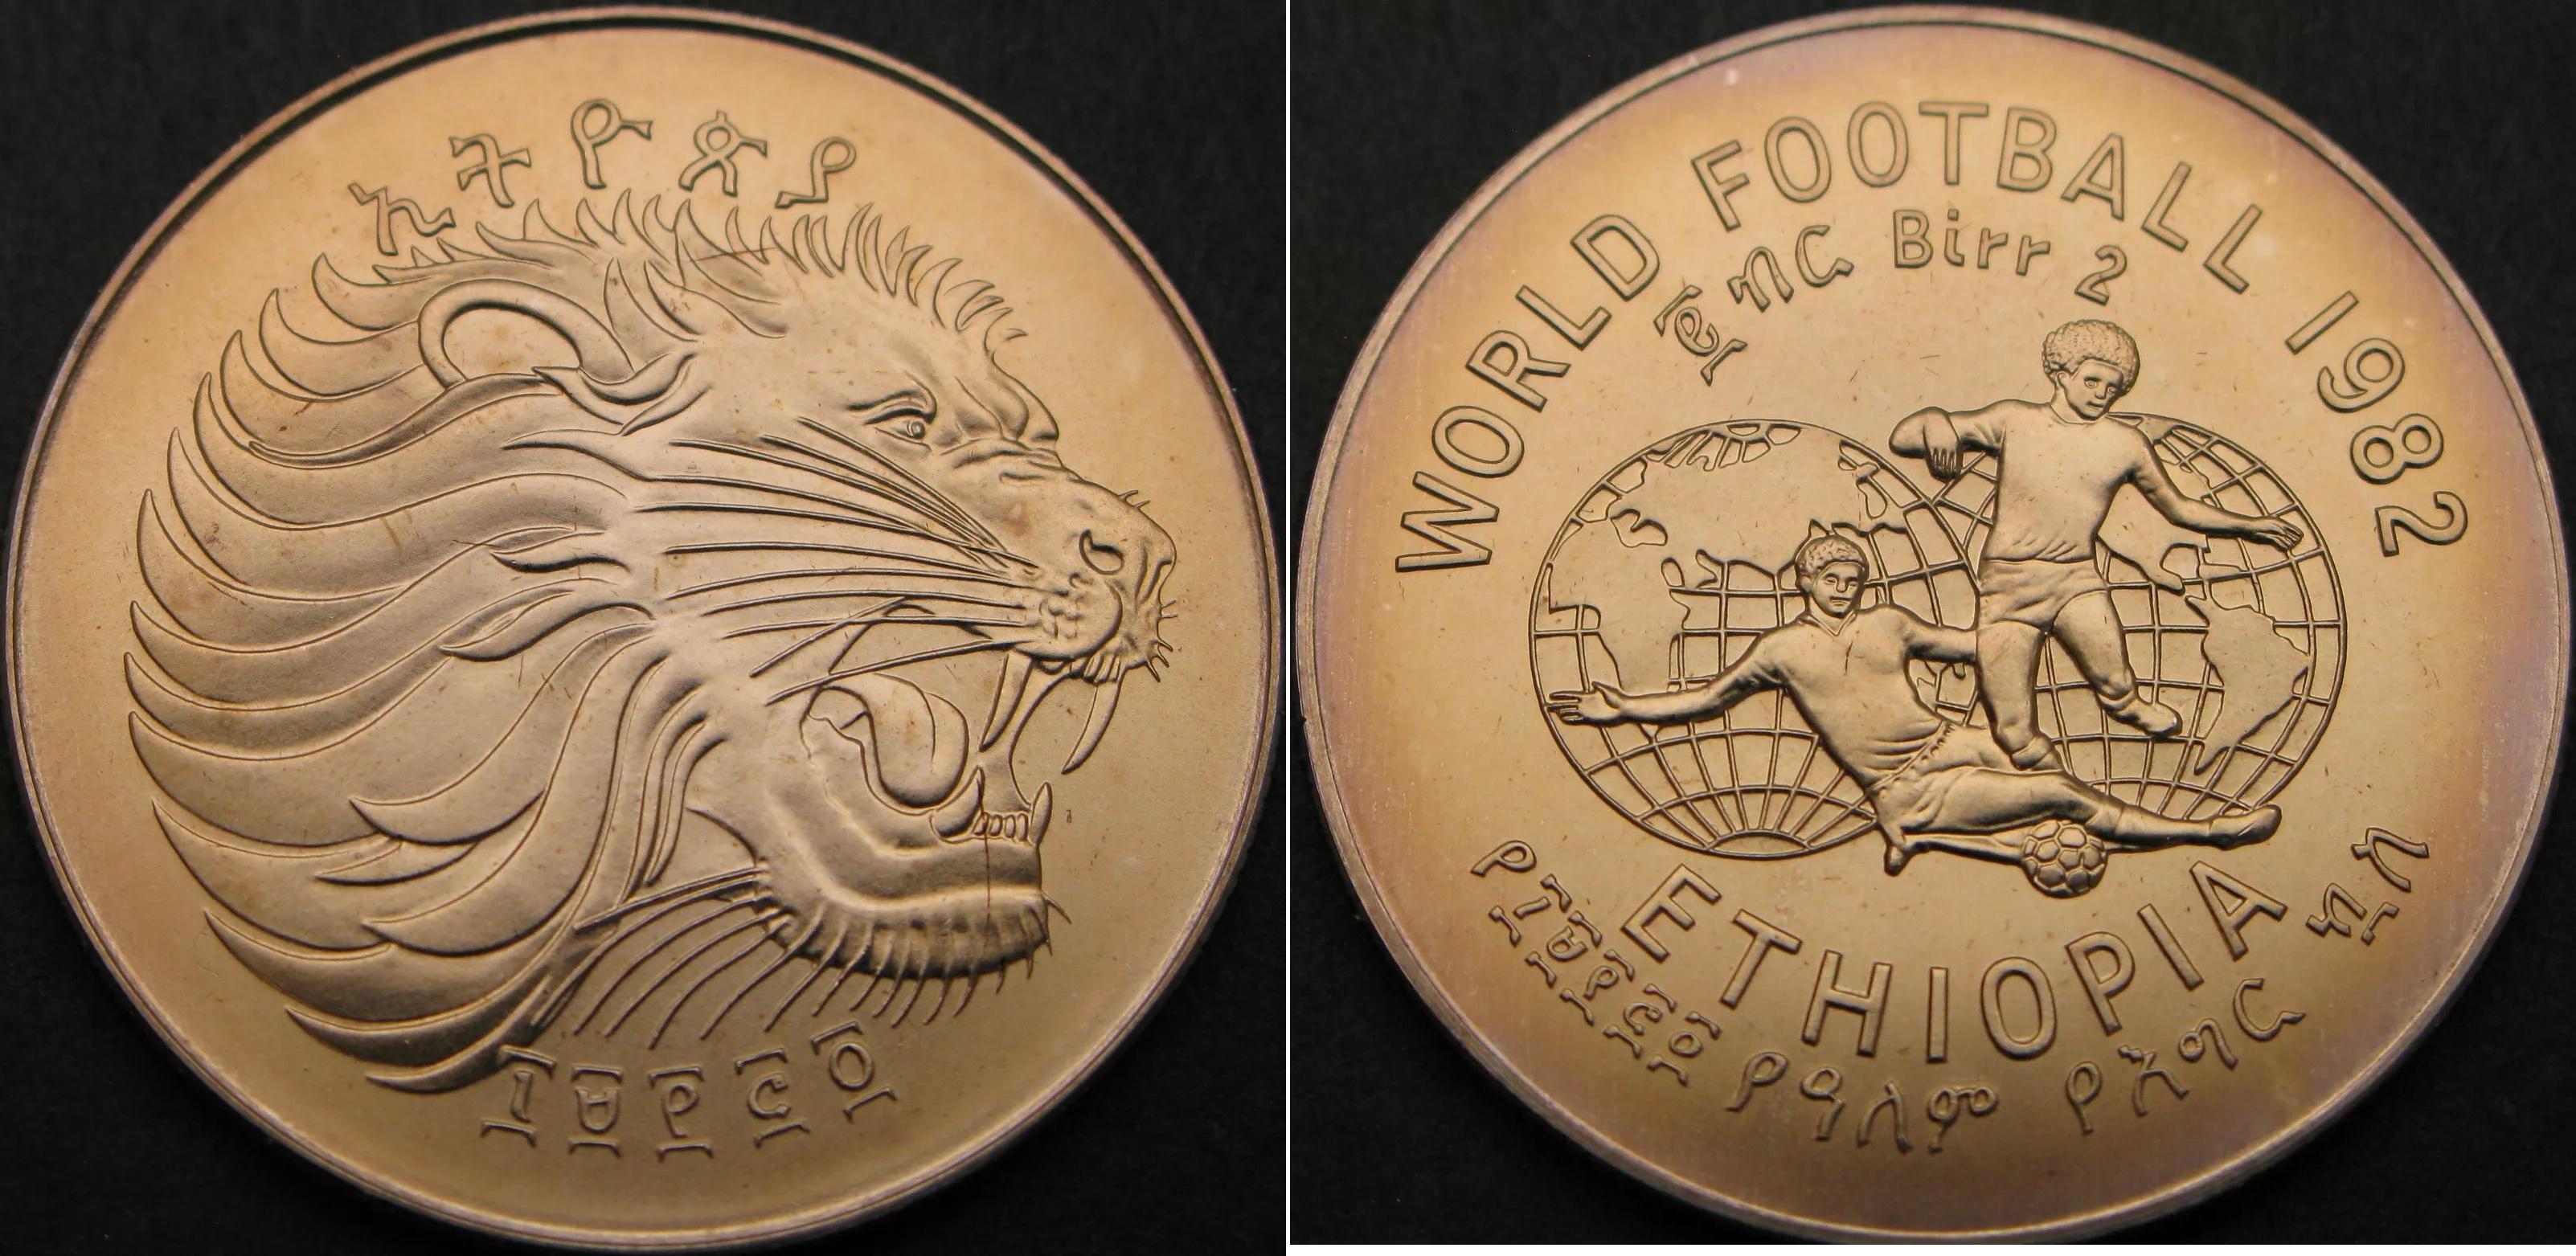 ኢትዮጵያ
፲፱፻፸፬
WORLD FOOTBALL 1982
፪ ብር Birr 2
ETHIOPIA
የ፲፱፻፸፬ የዓለም የእግር ኳስ